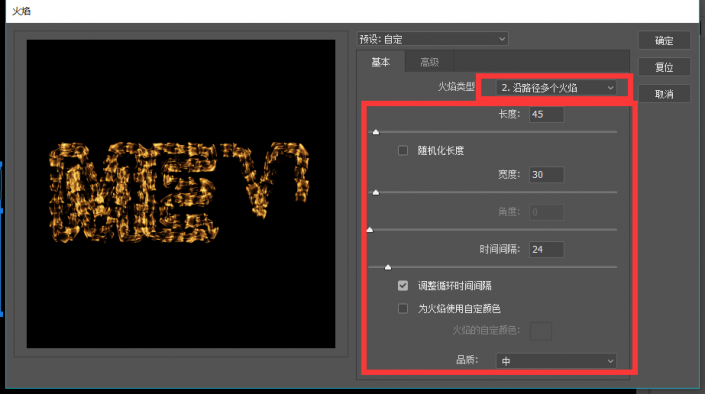 火焰
预设: 自定
确定
基本
高级
复位
火焰类型
2. 沿路径多个火焰
取消
长度: 45
随机化长度
宽度: 30
角度: 0
时间间隔: 24
调整循环时间间隔
为火焰使用自定颜色
火焰的自定颜色:
品质: 中